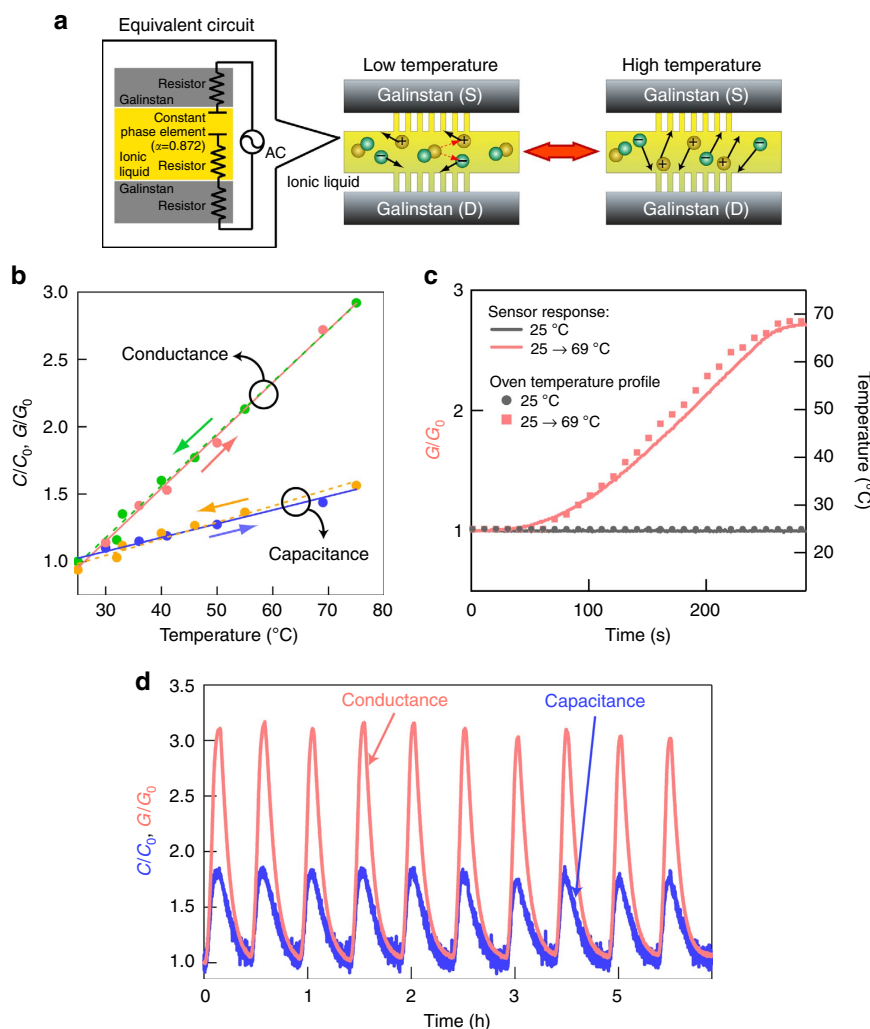 a
Equivalent circuit
Resistor
Galinstan
Constant
phase element
(α=0.872)
Ionic
liquid
Resistor
Galinstan
Resistor
AC
Low temperature
Galinstan (S)
+
+
−
−
Ionic liquid
Galinstan (D)
High temperature
Galinstan (S)
−
+
−
+
−
Galinstan (D)
b
3.0
2.5
2.0
1.5
1.0
C/C0, G/G0
Conductance
Capacitance
30
40
50
60
70
80
Temperature (°C)
c
3
2
1
G/G0
Sensor response:
25 °C
25 → 69 °C
Oven temperature profile
25 °C
25 → 69 °C
70
60
50
40
30
20
Temperature (°C)
0
100
200
Time (s)
d
3.5
3.0
2.5
2.0
1.5
1.0
C/C0, G/G0
Conductance
Capacitance
0
1
2
3
5
Time (h)